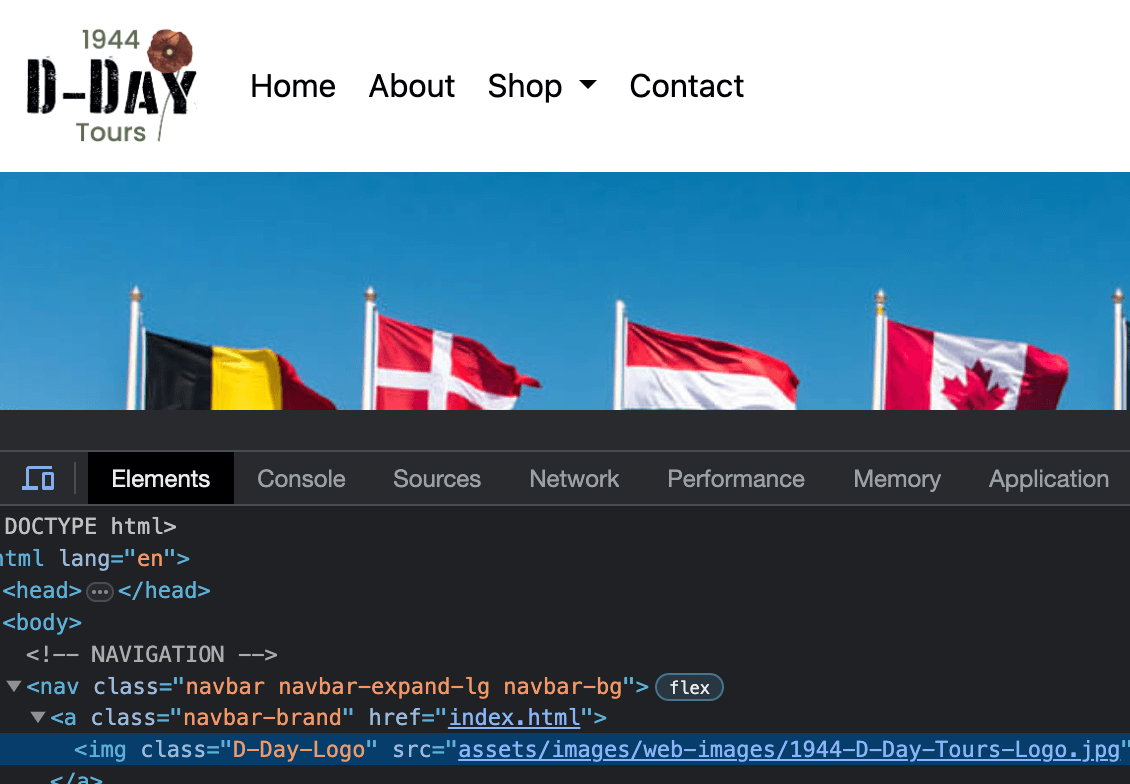 1944
D-DAY
Tours
Home About Shop Contact
Elements Console Sources Network Performance Memory Application
DOCTYPE html>
html lang="en">
<head> ••• </head>
<body>
<!-- NAVIGATION -->
<nav class="navbar navbar-expand-lg navbar-bg"> flex
<a class="navbar-brand" href="index.html">
<img class="D-Day-Logo" src="assets/images/web-images/1944-D-Day-Tours-Logo.jpg"
</a>